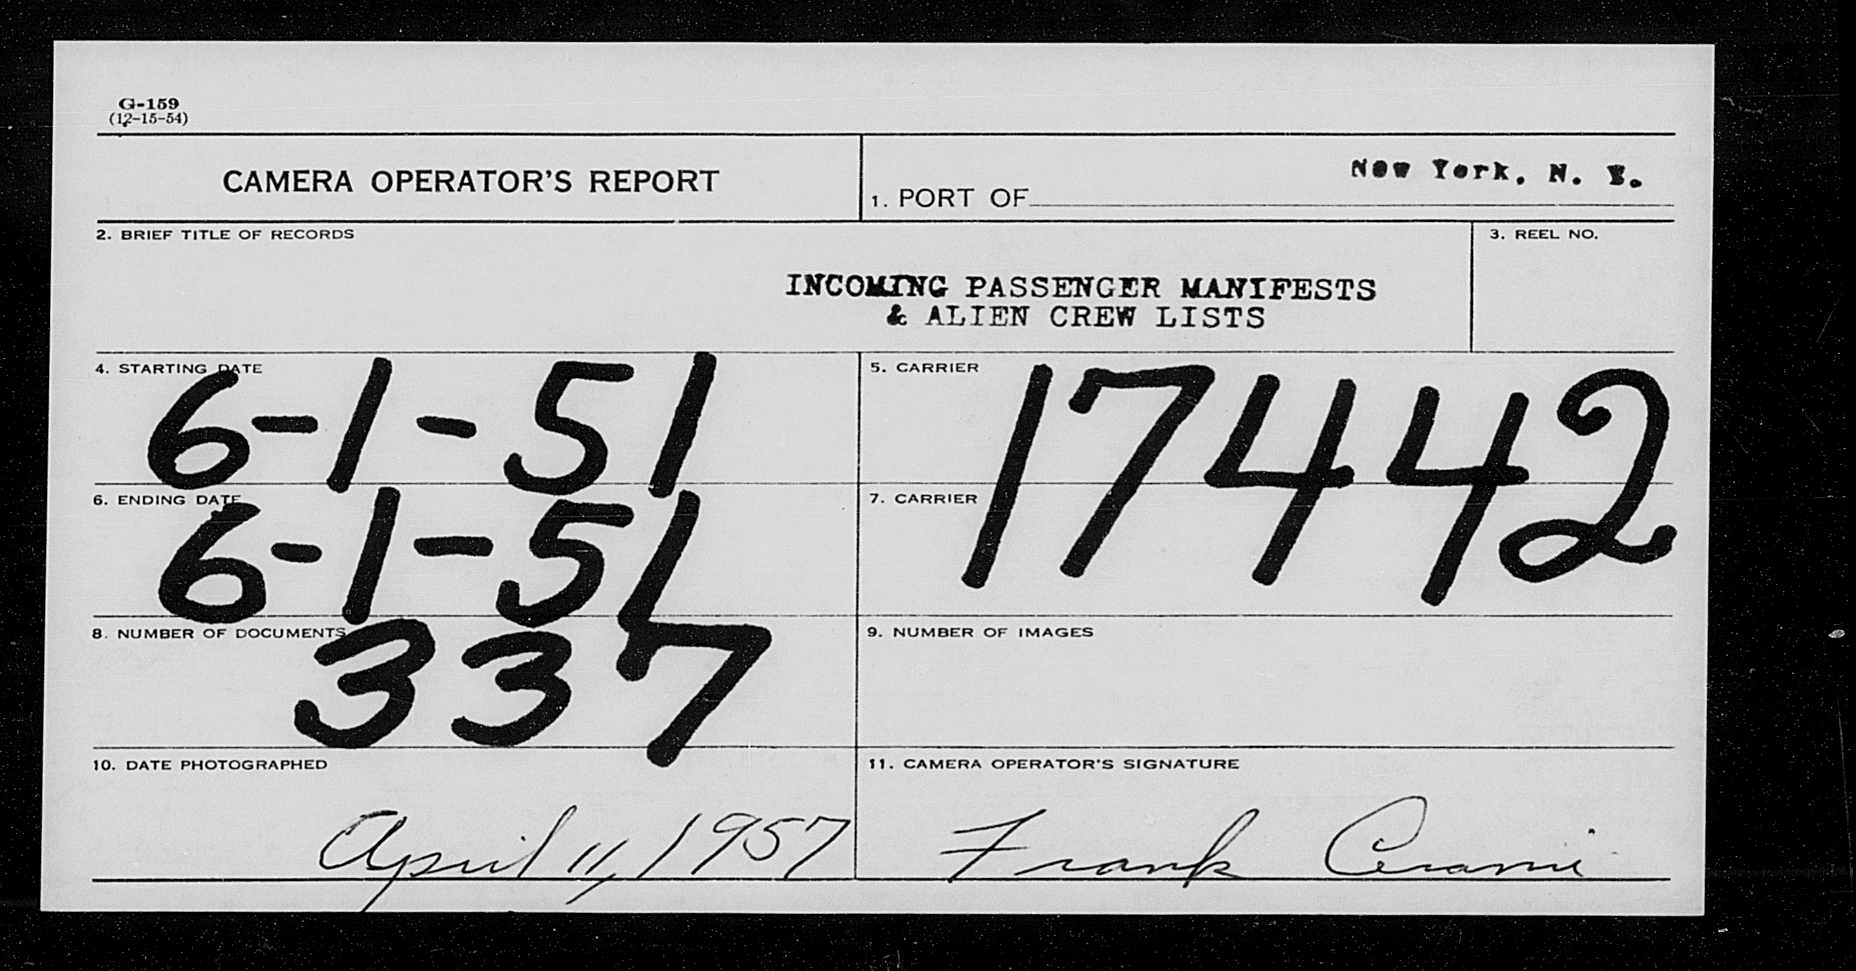 G-159
(12-15-54)
CAMERA OPERATOR'S REPORT
1. PORT OF New York, N. Y.
2. BRIEF TITLE OF RECORDS
3. REEL NO.
INCOMING PASSENGER MANIFESTS
& ALIEN CREW LISTS
4. STARTING DATE
6-1-51
5. CARRIER
17442
6. ENDING DATE
6-1-51
7. CARRIER
8. NUMBER OF DOCUMENTS
337
9. NUMBER OF IMAGES
10. DATE PHOTOGRAPHED
April 11, 1957
11. CAMERA OPERATOR'S SIGNATURE
Frank Cerami